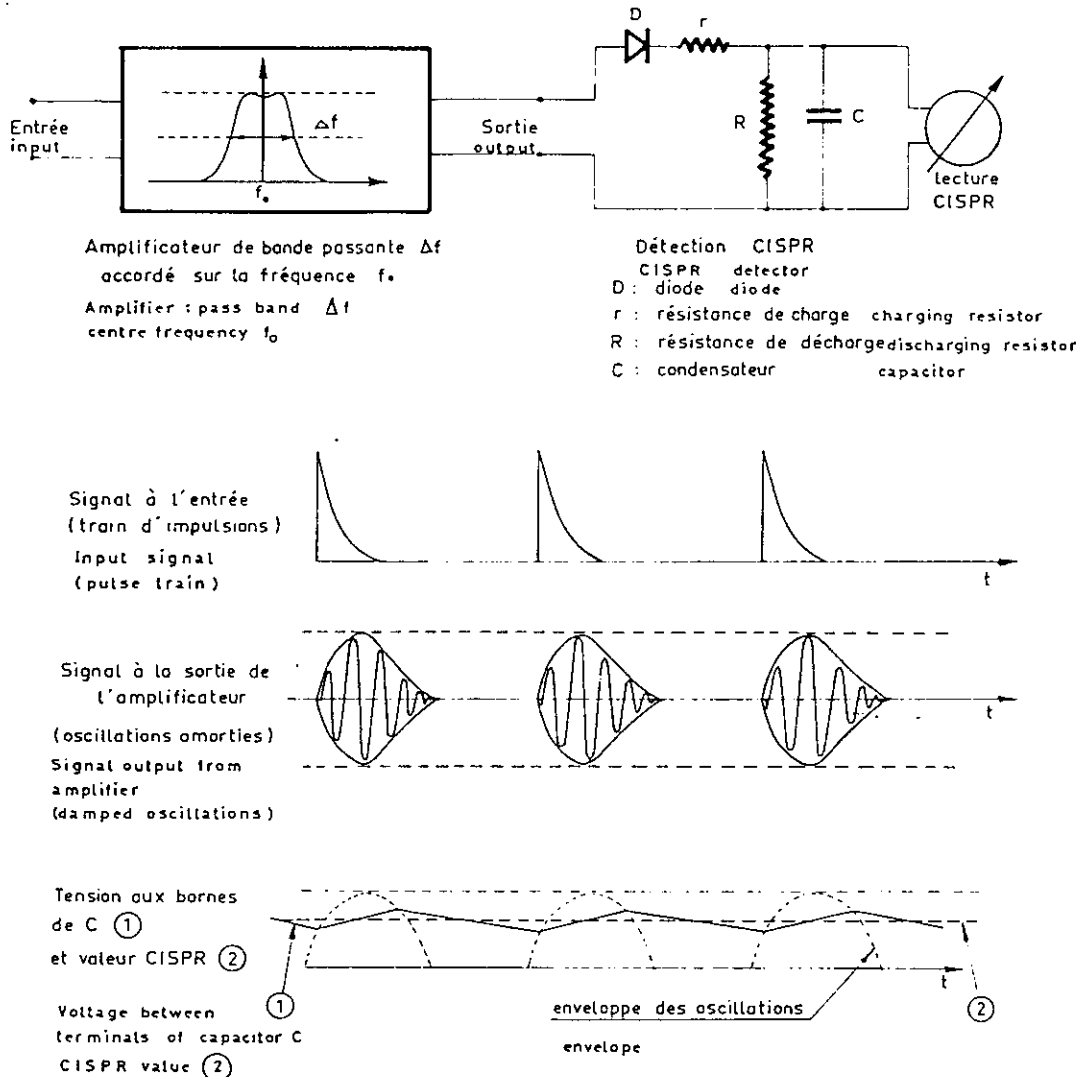 D
r
R
C
Entrée
input
Δf
f₀
Sortie
output
lecture
CISPR
Amplificateur de bande passante Δf
accordé sur la fréquence f₀
Amplifier : pass band Δf
centre frequency f₀
Détection CISPR
CISPR detector
D : diode diode
r : résistance de charge charging resistor
R : résistance de décharge discharging resistor
C : condensateur capacitor
Signal à l'entrée
(train d'impulsions)
Input signal
(pulse train)
t
Signal à la sortie de
l'amplificateur
(oscillations amorties)
Signal output from
amplifier
(damped oscillations)
t
Tension aux bornes
de C ①
et valeur CISPR ②
t
①
②
Voltage between
terminals of capacitor C
CISPR value ②
enveloppe des oscillations
envelope